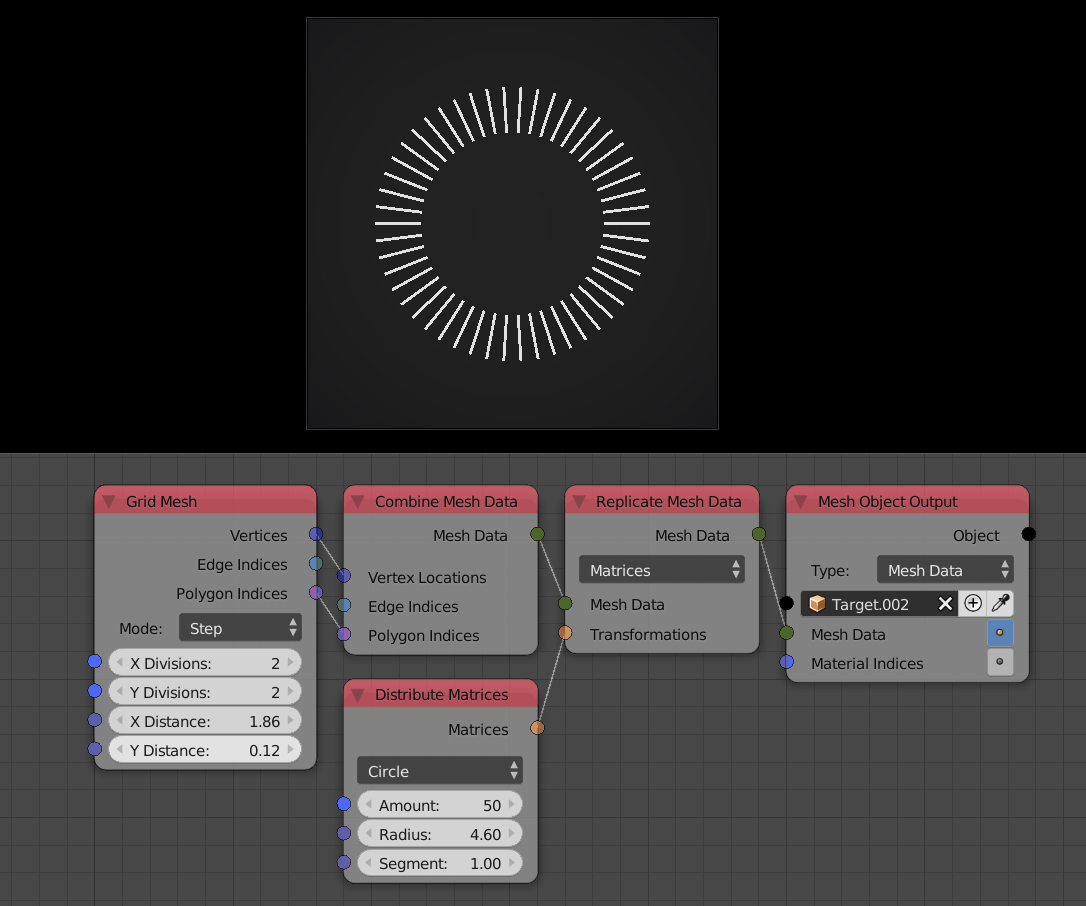 Grid Mesh
Vertices
Edge Indices
Polygon Indices
Mode: Step
X Divisions: 2
Y Divisions: 2
X Distance: 1.86
Y Distance: 0.12
Combine Mesh Data
Mesh Data
Vertex Locations
Edge Indices
Polygon Indices
Distribute Matrices
Matrices
Circle
Amount: 50
Radius: 4.60
Segment: 1.00
Replicate Mesh Data
Mesh Data
Matrices
Mesh Data
Transformations
Mesh Object Output
Object
Type: Mesh Data
Target.002
Mesh Data
Material Indices